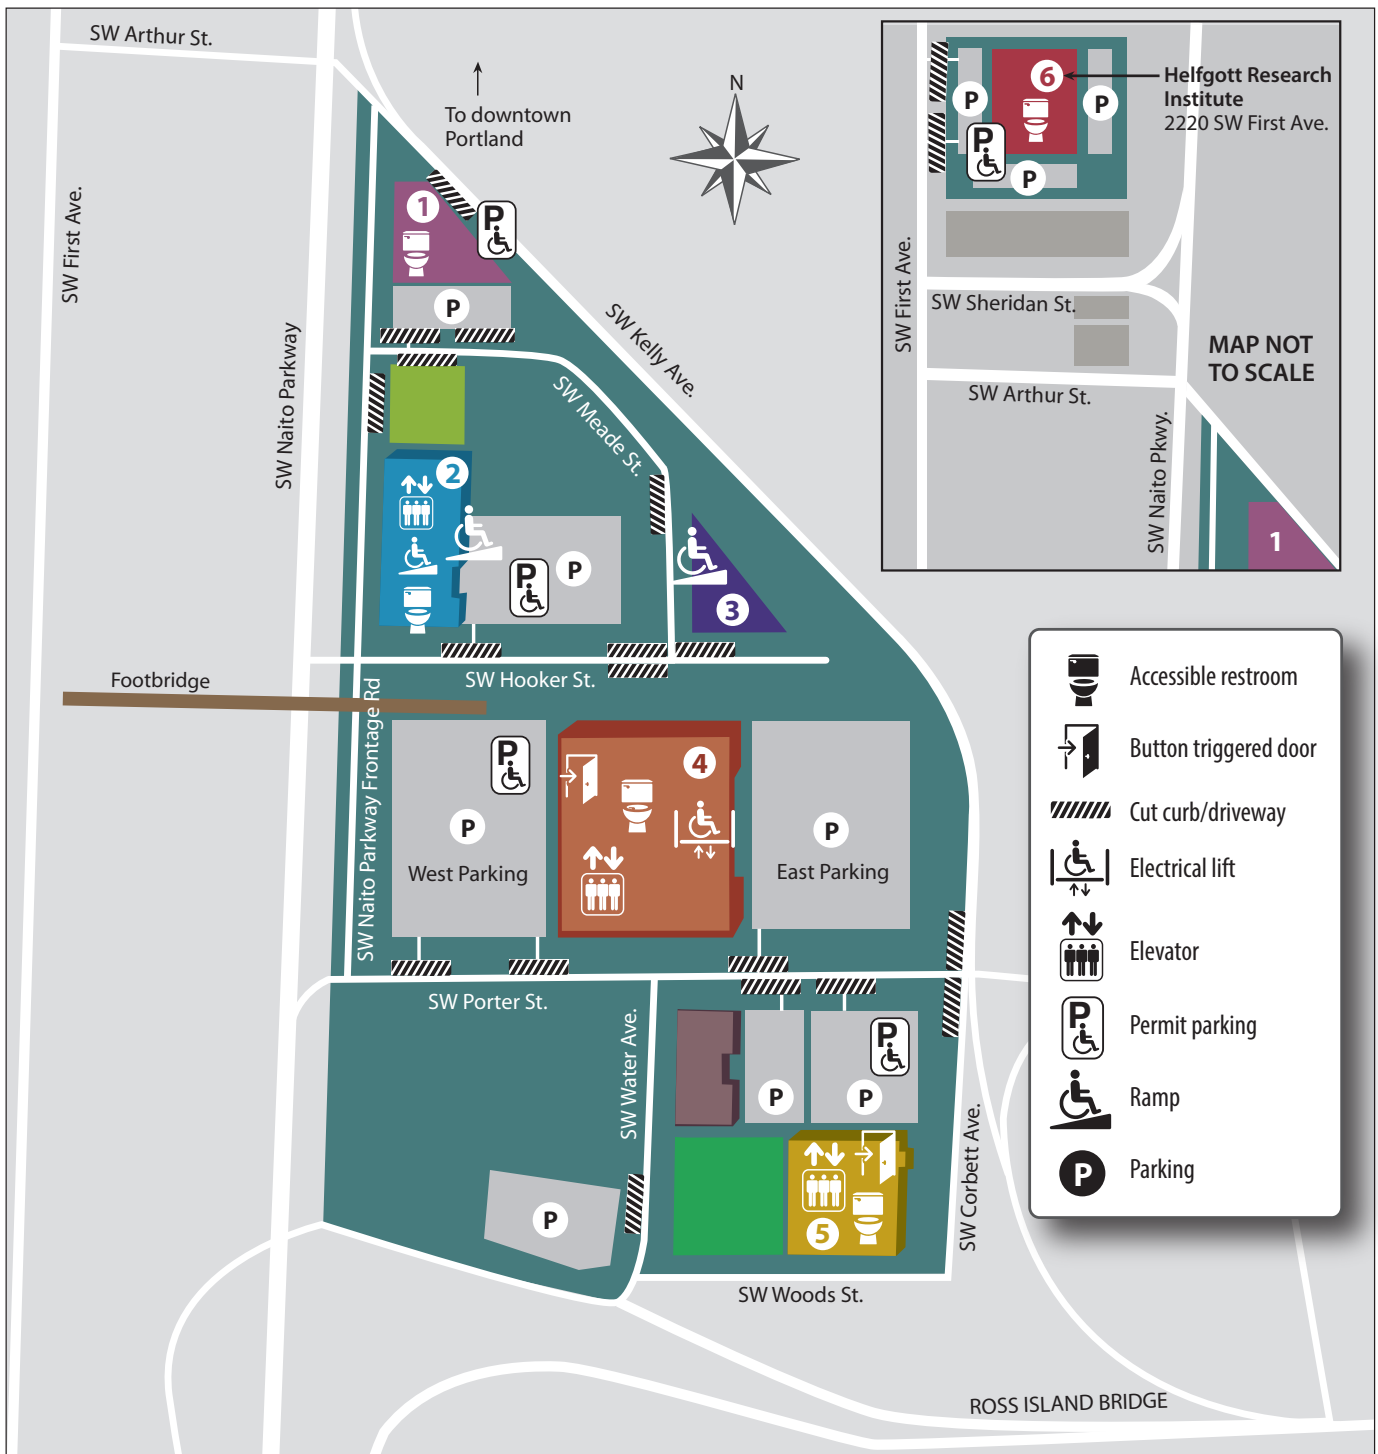 SW Arthur St.
To downtown
Portland
N
SW First Ave.
SW Naito Parkway
1
P
P
SW Kelly Ave.
SW Meade St.
2
P
P
3
SW Hooker St.
Footbridge
SW Naito Parkway Frontage Rd
P
P
West Parking
4
P
East Parking
SW Porter St.
SW Water Ave.
P
P
P
P
5
SW Corbett Ave.
SW Woods St.
ROSS ISLAND BRIDGE
6
P
P
P
P
Helfgott Research
Institute
2220 SW First Ave.
SW First Ave.
SW Sheridan St.
MAP NOT
TO SCALE
SW Arthur St.
SW Naito Pkwy.
1
Accessible restroom
Button triggered door
Cut curb/driveway
Electrical lift
Elevator
P
Permit parking
Ramp
P
Parking